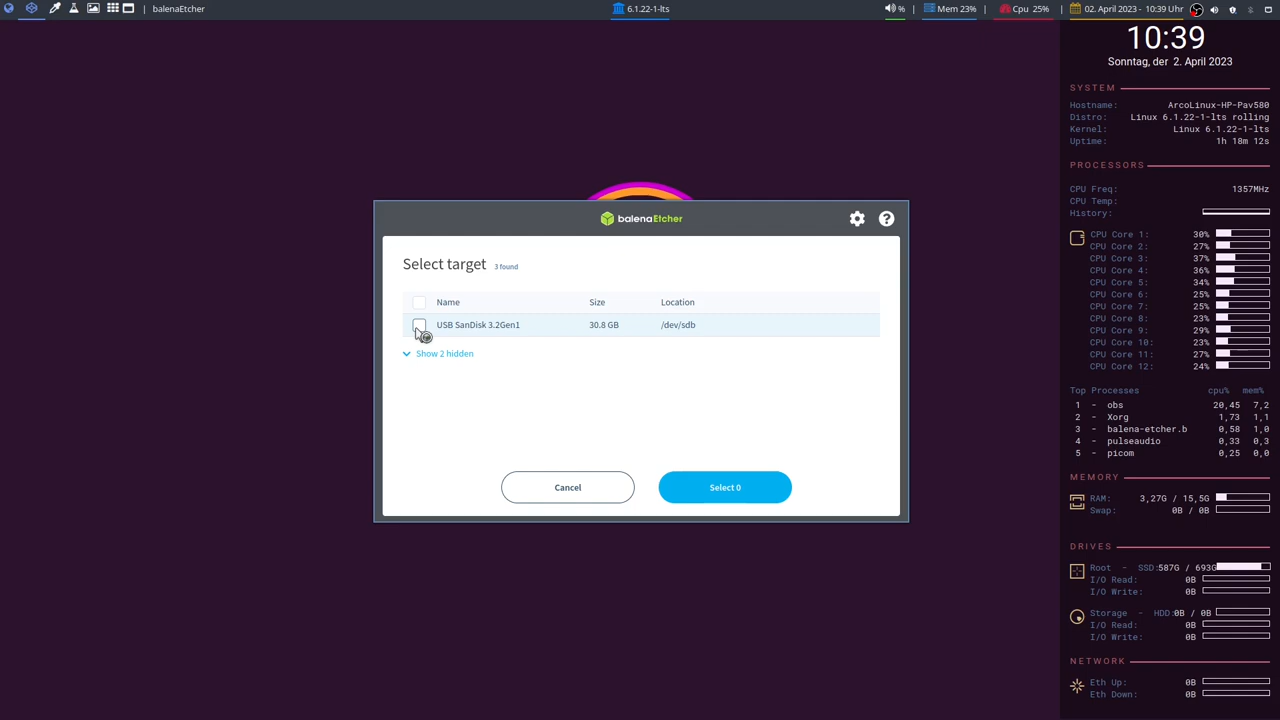 balenaEtcher
6.1.22-1-lts
% | Mem 23% | Cpu 25% | 02. April 2023 - 10:39 Uhr
10:39
Sonntag, der 2. April 2023
SYSTEM
Hostname: ArcoLinux-HP-Pav580
Distro: Linux 6.1.22-1-lts rolling
Kernel: Linux 6.1.22-1-lts
Uptime: 1h 18m 12s
PROCESSORS
CPU Freq: 1357MHz
CPU Temp:
History:
CPU Core 1: 30%
CPU Core 2: 27%
CPU Core 3: 37%
CPU Core 4: 36%
CPU Core 5: 34%
CPU Core 6: 25%
CPU Core 7: 25%
CPU Core 8: 23%
CPU Core 9: 29%
CPU Core 10: 23%
CPU Core 11: 27%
CPU Core 12: 24%
Top Processes cpu% mem%
1 - obs 20,45 7,2
2 - Xorg 1,73 1,1
3 - balena-etcher.b 0,58 1,0
4 - pulseaudio 0,33 0,3
5 - picom 0,25 0,0
MEMORY
RAM: 3,27G / 15,5G
Swap: 0B / 0B
DRIVES
Root - SSD:587G / 693G
I/O Read: 0B
I/O Write: 0B
Storage - HDD:0B / 0B
I/O Read: 0B
I/O Write: 0B
NETWORK
Eth Up: 0B
Eth Down: 0B
balenaEtcher
Select target 3 found
Name Size Location
USB SanDisk 3.2Gen1 30.8 GB /dev/sdb
Show 2 hidden
Cancel
Select 0